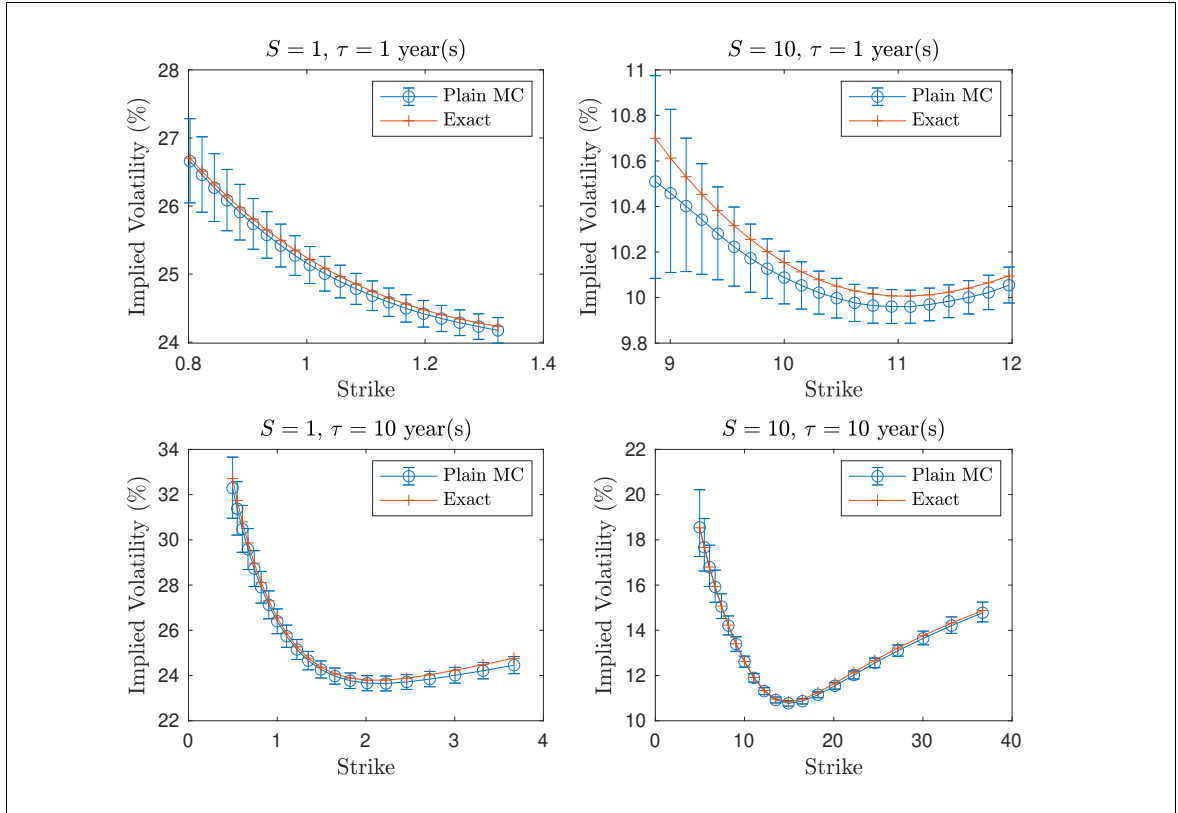 S = 1, τ = 1 year(s)
Implied Volatility (%)
28
27
26
25
24
0.8
1
1.2
1.4
Strike
Plain MC
Exact
S = 10, τ = 1 year(s)
Implied Volatility (%)
11
10.8
10.6
10.4
10.2
10
9.8
9
10
11
12
Strike
Plain MC
Exact
S = 1, τ = 10 year(s)
Implied Volatility (%)
34
32
30
28
26
24
22
0
1
2
3
4
Strike
Plain MC
Exact
S = 10, τ = 10 year(s)
Implied Volatility (%)
22
20
18
16
14
12
10
0
10
20
30
40
Strike
Plain MC
Exact